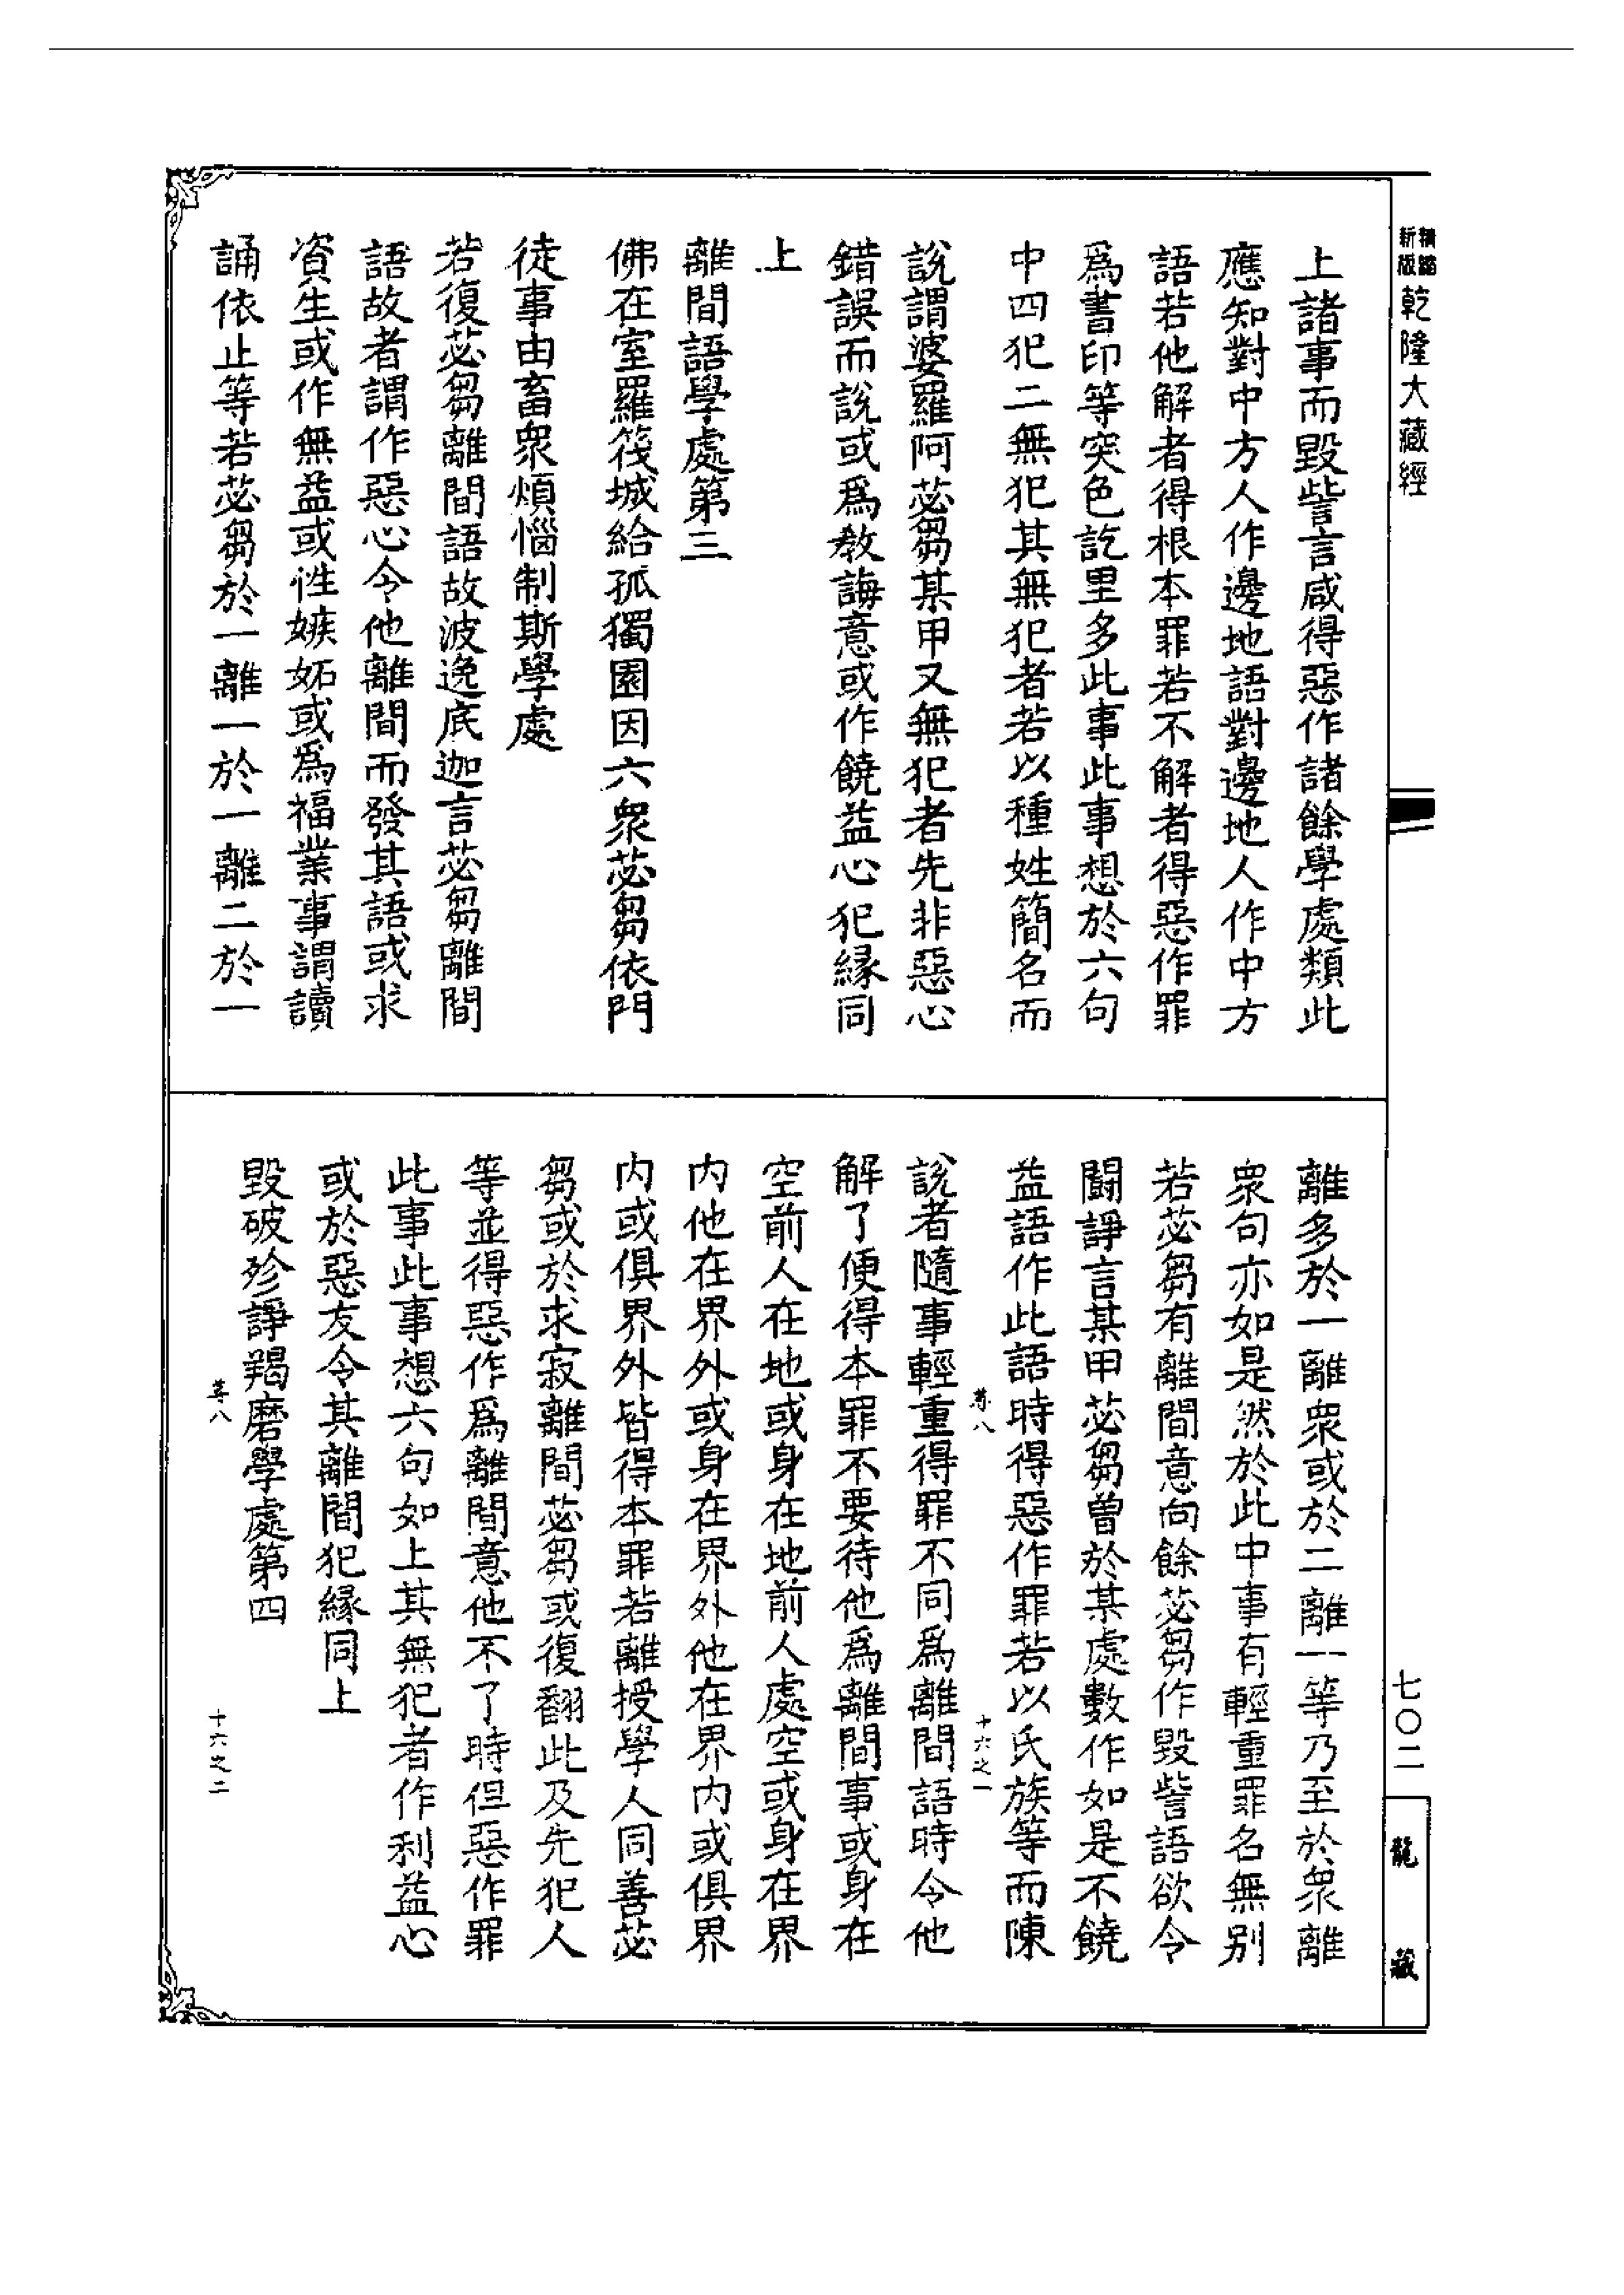 精縮新版乾隆大藏經
上諸事而毀訾言咸得惡作諸餘學處類此
應知對中方人作邊地語對邊地人作中方
語若他解者得根本罪若不解者得惡作罪
為書印等突色訖里多此事此事想於六句
中四犯二無犯其無犯者若以種姓簡名而
說謂婆羅阿苾芻某甲又無犯者先非惡心
錯誤而說或為教誨意或作饒益心犯緣同
上
離間語學處第三
佛在室羅筏城給孤獨園因六眾苾芻依門
徒事由畜眾煩惱制斯學處
若復苾芻離間語故波逸底迦言苾芻離間
語故者謂作惡心令他離間而發其語或求
資生或作無益或性嫉妬或為福業事謂讀
誦依止等若苾芻於一離一於一離二於一
離多於一離眾或於二離一等乃至於眾離
眾句亦如是然於此中事有輕重罪名無別
若苾芻有離間意向餘苾芻作毀訾語欲令
鬪諍言某甲苾芻曾於某處數作如是不饒
益語作此語時得惡作罪若以氏族等而陳
卷八 十六之一
說者隨事輕重得罪不同為離間語時令他
解了便得本罪不要待他為離間事或身在
空前人在地或身在地前人處空或身在界
內他在界外或身在界外他在界內或俱界
內或俱界外皆得本罪若離授學人同善苾
芻或於求寂離間苾芻或復翻此及先犯人
等並得惡作為離間意他不了時但惡作罪
此事此事想六句如上其無犯者作利益心
或於惡友令其離間犯緣同上
毀破殄諍羯磨學處第四
卷八 十六之二
七〇二
龍藏